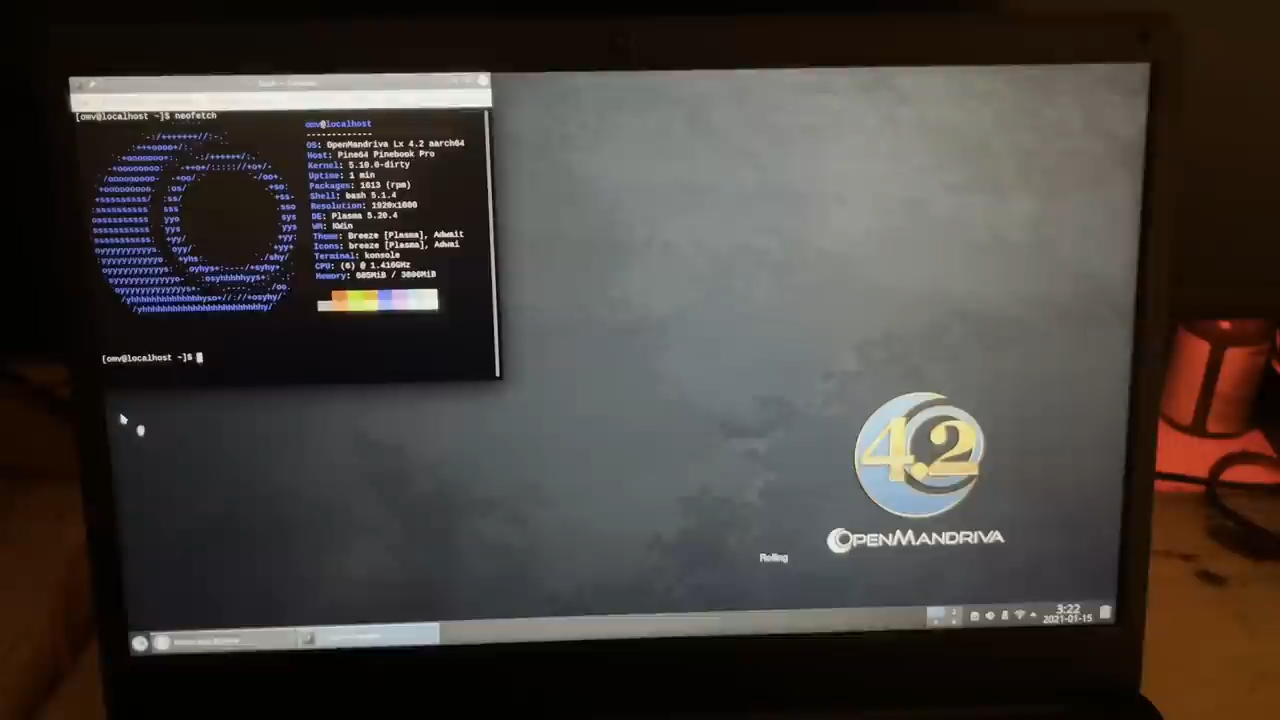 [omv@localhost ~]$ neofetch
omv@localhost
-------------
OS: OpenMandriva Lx 4.2 aarch64
Host: Pine64 Pinebook Pro
Kernel: 5.10.0-dirty
Uptime: 1 min
Packages: 1613 (rpm)
Shell: bash 5.1.4
Resolution: 1920x1080
DE: Plasma 5.20.4
WM: KWin
Theme: Breeze [Plasma], Adwait
Icons: breeze [Plasma], Adwai
Terminal: konsole
CPU: (6) @ 1.416GHz
Memory: 685MiB / 3806MiB
[omv@localhost ~]$
4.2
OPENMANDRIVA
Rolling
3:22
2021-01-15